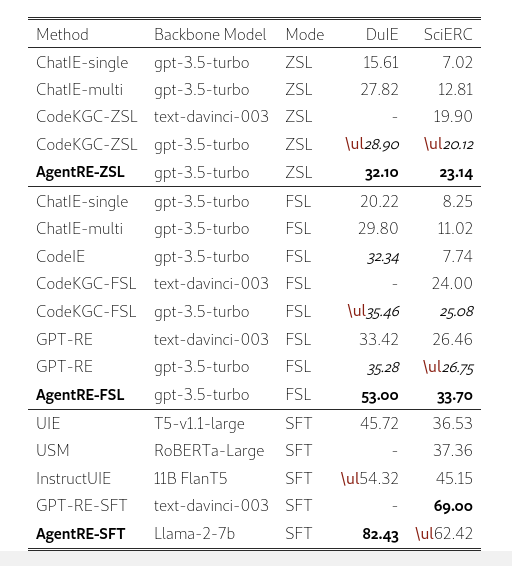 Method Backbone Model Mode DuIE SciERC
ChatIE-single gpt-3.5-turbo ZSL 15.61 7.02
ChatIE-multi gpt-3.5-turbo ZSL 27.82 12.81
CodeKGC-ZSL text-davinci-003 ZSL - 19.90
CodeKGC-ZSL gpt-3.5-turbo ZSL \ul28.90 \ul20.12
AgentRE-ZSL gpt-3.5-turbo ZSL 32.10 23.14
ChatIE-single gpt-3.5-turbo FSL 20.22 8.25
ChatIE-multi gpt-3.5-turbo FSL 29.80 11.02
CodeIE gpt-3.5-turbo FSL 32.34 7.74
CodeKGC-FSL text-davinci-003 FSL - 24.00
CodeKGC-FSL gpt-3.5-turbo FSL \ul35.46 25.08
GPT-RE text-davinci-003 FSL 33.42 26.46
GPT-RE gpt-3.5-turbo FSL 35.28 \ul26.75
AgentRE-FSL gpt-3.5-turbo FSL 53.00 33.70
UIE T5-v1.1-large SFT 45.72 36.53
USM RoBERTa-Large SFT - 37.36
InstructUIE 11B FlanT5 SFT \ul54.32 45.15
GPT-RE-SFT text-davinci-003 SFT - 69.00
AgentRE-SFT Llama-2-7b SFT 82.43 \ul62.42